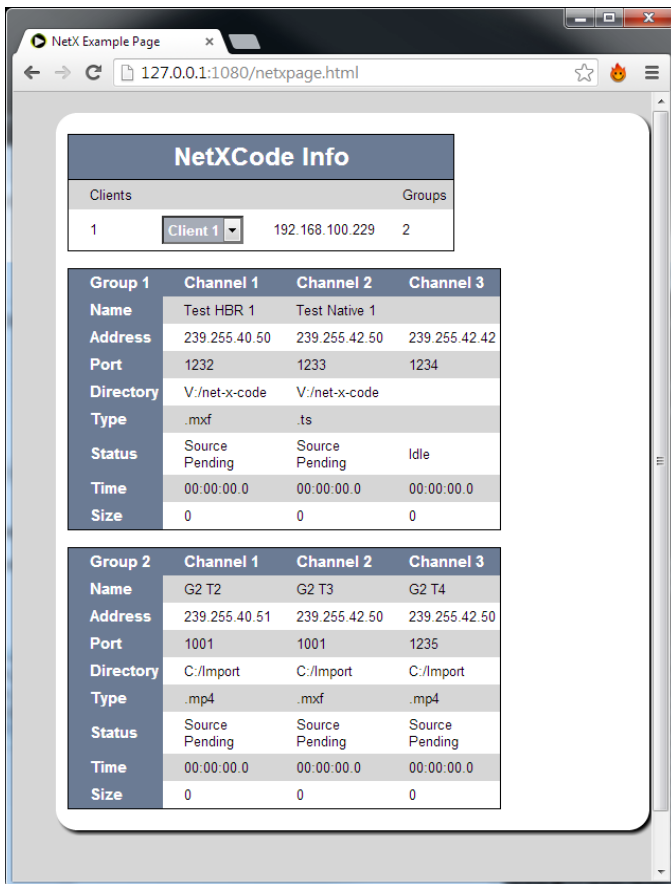 NetX Example Page
127.0.0.1:1080/netxpage.html
NetXCode Info
Clients Groups
1 Client 1 192.168.100.229 2
Group 1 Channel 1 Channel 2 Channel 3
Name Test HBR 1 Test Native 1
Address 239.255.40.50 239.255.42.50 239.255.42.42
Port 1232 1233 1234
Directory V:/net-x-code V:/net-x-code
Type .mxf .ts
Status Source Pending Source Pending Idle
Time 00:00:00.0 00:00:00.0 00:00:00.0
Size 0 0 0
Group 2 Channel 1 Channel 2 Channel 3
Name G2 T2 G2 T3 G2 T4
Address 239.255.40.51 239.255.42.50 239.255.42.50
Port 1001 1001 1235
Directory C:/Import C:/Import C:/Import
Type .mp4 .mxf .mp4
Status Source Pending Source Pending Source Pending
Time 00:00:00.0 00:00:00.0 00:00:00.0
Size 0 0 0